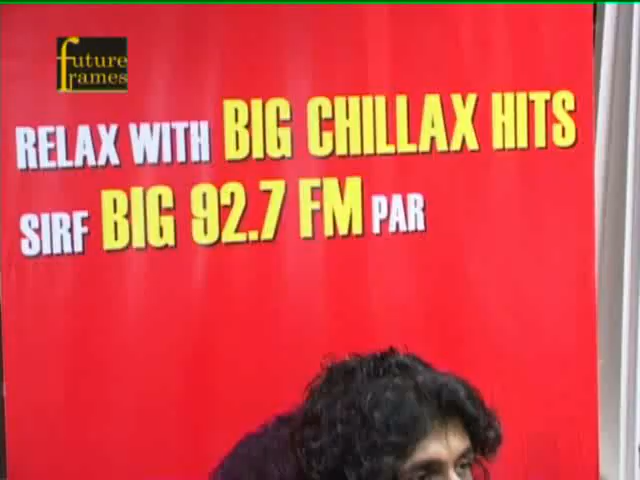 future
frames
RELAX WITH BIG CHILLAX HITS
SIRF BIG 92.7 FM PAR